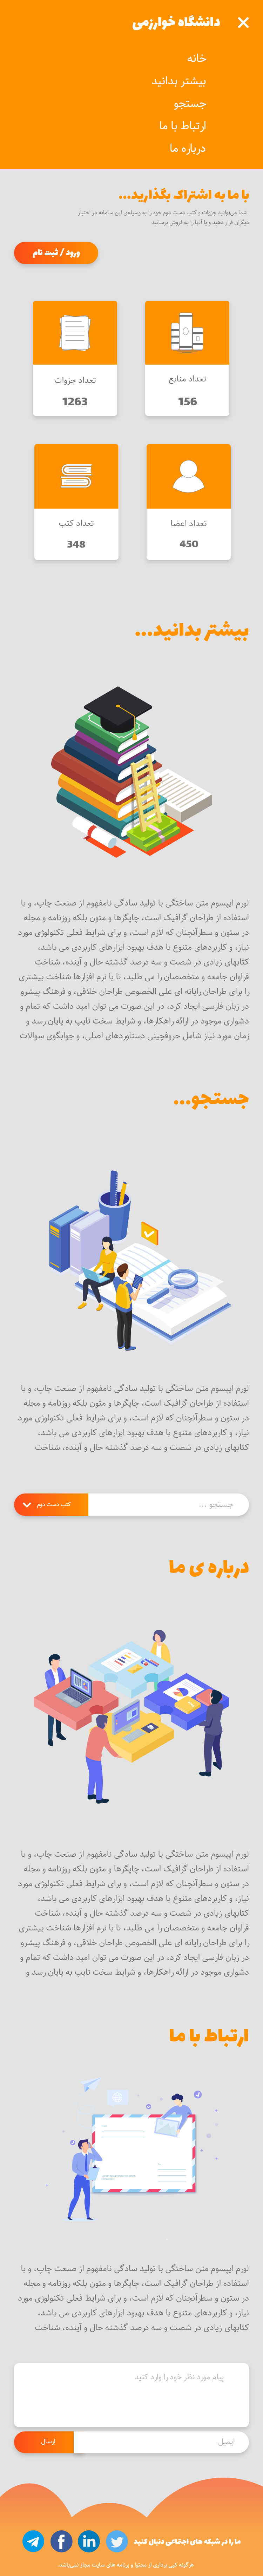 دانشگاه خوارزمی
خانه
بیشتر بدانید
جستجو
ارتباط با ما
درباره ما
با ما به اشتراک بگذارید...
شما می‌توانید جزوات و کتب دست دوم خود را به وسیله‌ی این سامانه در اختیار
دیگران قرار دهید و یا آنها را به فروش برسانید
ورود / ثبت نام
تعداد منابع
156
تعداد جزوات
1263
تعداد اعضا
450
تعداد کتب
348
بیشتر بدانید...
لورم ایپسوم متن ساختگی با تولید سادگی نامفهوم از صنعت چاپ، و با
استفاده از طراحان گرافیک است، چاپگرها و متون بلکه روزنامه و مجله
در ستون و سطرآنچنان که لازم است، و برای شرایط فعلی تکنولوژی مورد
نیاز، و کاربردهای متنوع با هدف بهبود ابزارهای کاربردی می باشد،
کتابهای زیادی در شصت و سه درصد گذشته حال و آینده، شناخت
فراوان جامعه و متخصصان را می طلبد، تا با نرم افزارها شناخت بیشتری
را برای طراحان رایانه ای علی الخصوص طراحان خلاقی، و فرهنگ پیشرو
در زبان فارسی ایجاد کرد، در این صورت می توان امید داشت که تمام و
دشواری موجود در ارائه راهکارها، و شرایط سخت تایپ به پایان رسد و
زمان مورد نیاز شامل حروفچینی دستاوردهای اصلی، و جوابگوی سوالات
جستجو...
لورم ایپسوم متن ساختگی با تولید سادگی نامفهوم از صنعت چاپ، و با
استفاده از طراحان گرافیک است، چاپگرها و متون بلکه روزنامه و مجله
در ستون و سطرآنچنان که لازم است، و برای شرایط فعلی تکنولوژی مورد
نیاز، و کاربردهای متنوع با هدف بهبود ابزارهای کاربردی می باشد،
کتابهای زیادی در شصت و سه درصد گذشته حال و آینده، شناخت
جستجو ...
کتب دست دوم
درباره ی ما
لورم ایپسوم متن ساختگی با تولید سادگی نامفهوم از صنعت چاپ، و با
استفاده از طراحان گرافیک است، چاپگرها و متون بلکه روزنامه و مجله
در ستون و سطرآنچنان که لازم است، و برای شرایط فعلی تکنولوژی مورد
نیاز، و کاربردهای متنوع با هدف بهبود ابزارهای کاربردی می باشد،
کتابهای زیادی در شصت و سه درصد گذشته حال و آینده، شناخت
فراوان جامعه و متخصصان را می طلبد، تا با نرم افزارها شناخت بیشتری
را برای طراحان رایانه ای علی الخصوص طراحان خلاقی، و فرهنگ پیشرو
در زبان فارسی ایجاد کرد، در این صورت می توان امید داشت که تمام و
دشواری موجود در ارائه راهکارها، و شرایط سخت تایپ به پایان رسد و
ارتباط با ما
لورم ایپسوم متن ساختگی با تولید سادگی نامفهوم از صنعت چاپ، و با
استفاده از طراحان گرافیک است، چاپگرها و متون بلکه روزنامه و مجله
در ستون و سطرآنچنان که لازم است، و برای شرایط فعلی تکنولوژی مورد
نیاز، و کاربردهای متنوع با هدف بهبود ابزارهای کاربردی می باشد،
کتابهای زیادی در شصت و سه درصد گذشته حال و آینده، شناخت
پیام مورد نظر خود را وارد کنید
ایمیل
ارسال
ما را در شبکه های اجتماعی دنبال کنید
هرگونه کپی برداری از محتوا و برنامه های سایت مجاز نمی‌باشد.